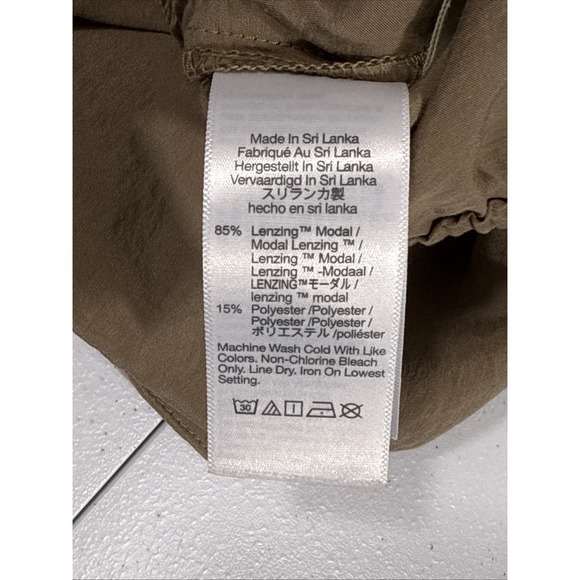 Made In Sri Lanka
Fabriqué Au Sri Lanka
Hergestellt In Sri Lanka
Vervaardigd In Sri Lanka
スリランカ製
hecho en sri lanka
85% Lenzing™ Modal /
Modal Lenzing ™ /
Lenzing ™ Modal /
Lenzing ™ -Modaal /
LENZING™モーダル /
lenzing ™ modal
15% Polyester /Polyester /
Polyester /Polyester /
ポリエステル /poliéster
Machine Wash Cold With Like
Colors. Non-Chlorine Bleach
Only. Line Dry. Iron On Lowest
Setting.
30